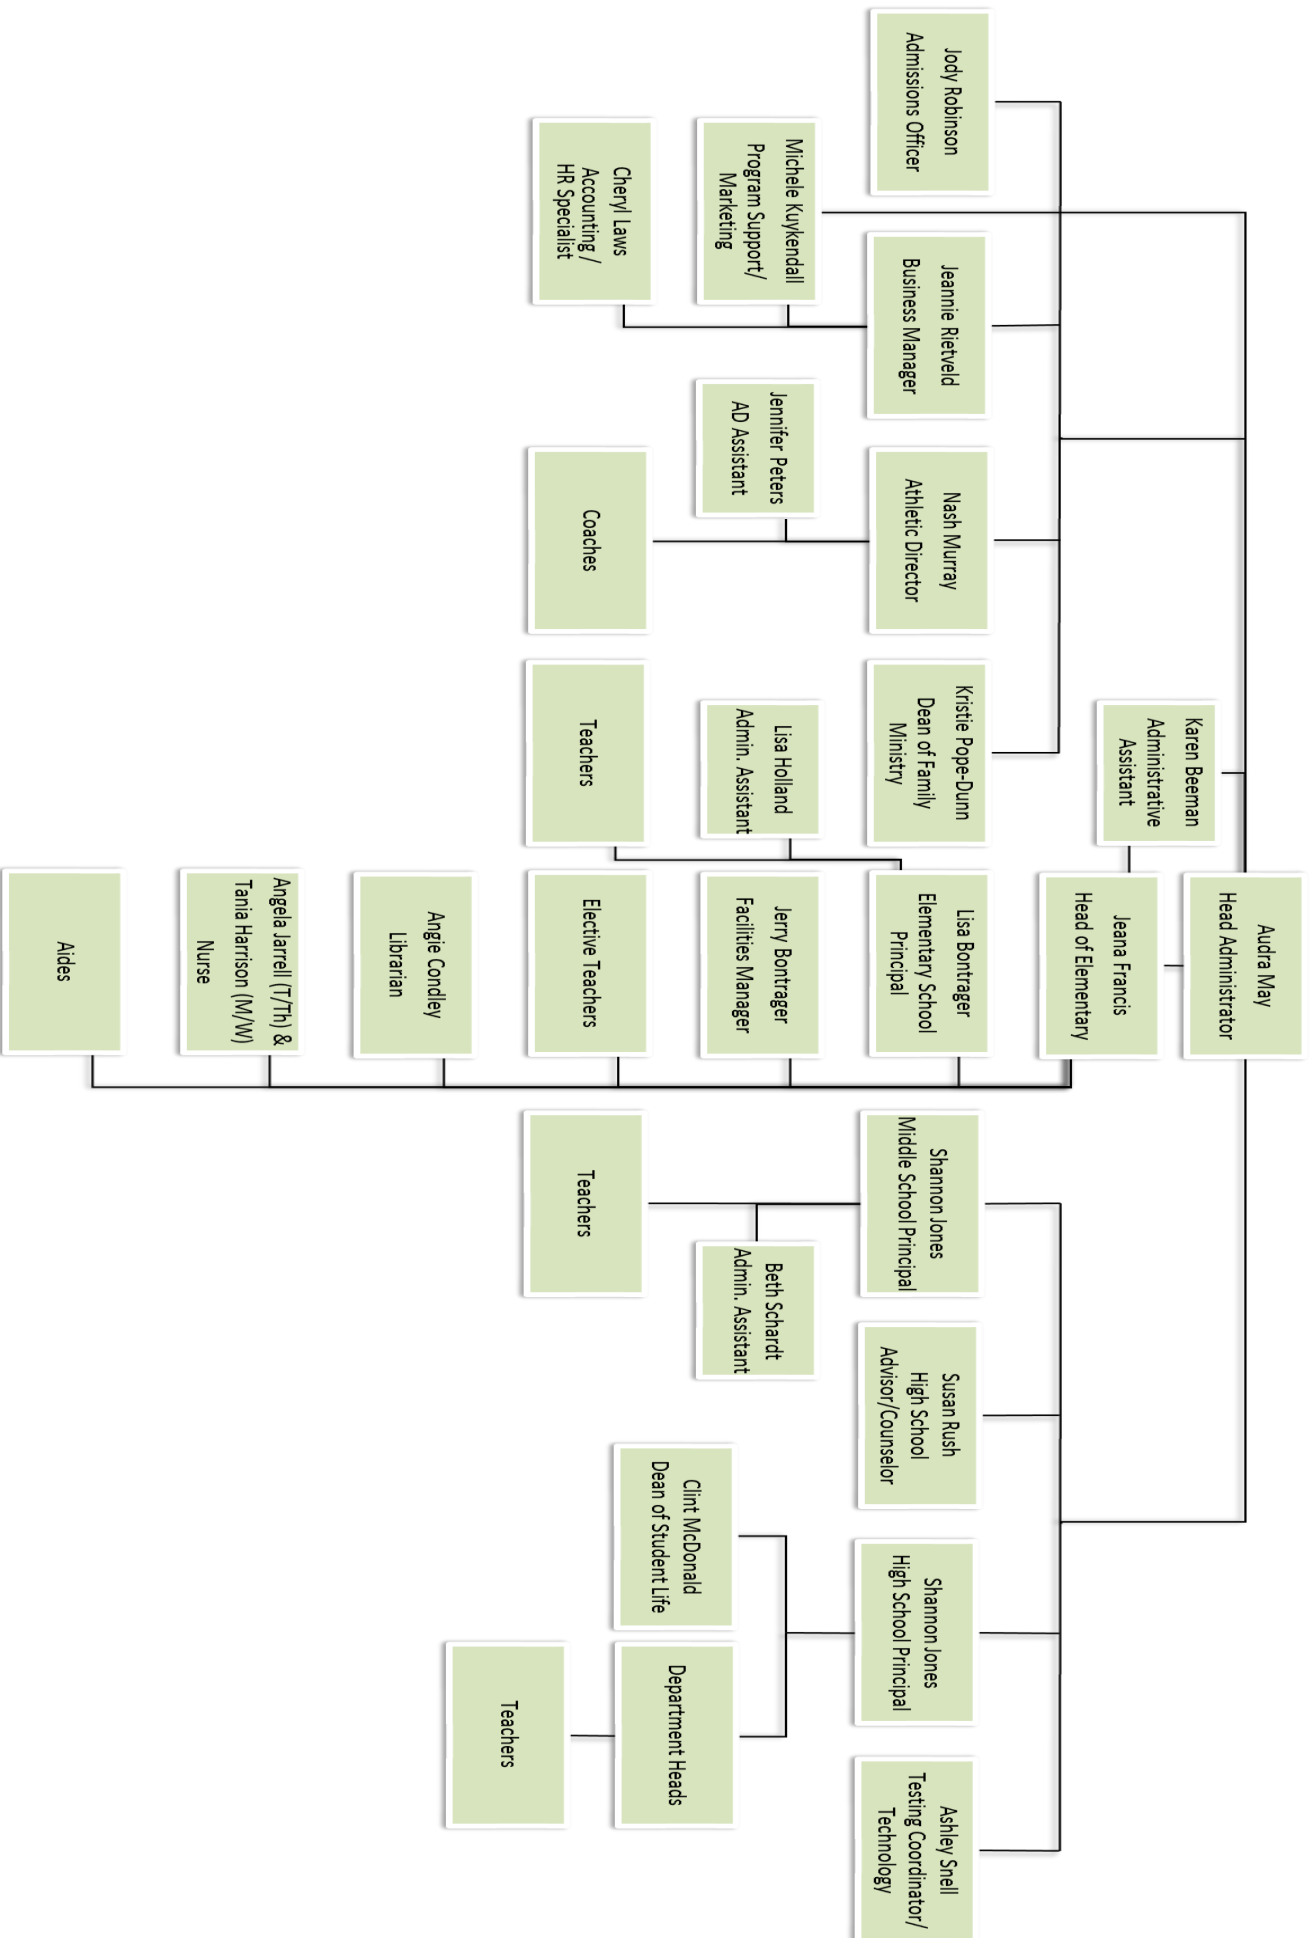 Audra May
Head Administrator
Karen Beeman
Administrative
Assistant
Jeana Francis
Head of Elementary
Jody Robinson
Admissions Officer
Jeannie Rietveld
Business Manager
Nash Murray
Athletic Director
Kristie Pope-Dunn
Dean of Family
Ministry
Lisa Bontrager
Elementary School
Principal
Shannon Jones
Middle School Principal
Susan Rush
High School
Advisor/Counselor
Shannon Jones
High School Principal
Ashley Snell
Testing Coordinator/
Technology
Michele Kuykendall
Program Support/
Marketing
Jennifer Peters
AD Assistant
Lisa Holland
Admin. Assistant
Jerry Bontrager
Facilities Manager
Beth Schardt
Admin. Assistant
Clint McDonald
Dean of Student Life
Department Heads
Cheryl Laws
Accounting /
HR Specialist
Coaches
Teachers
Elective Teachers
Teachers
Teachers
Angie Condley
Librarian
Angela Jarrell (T/Th) &
Tania Harrison (M/W)
Nurse
Aides